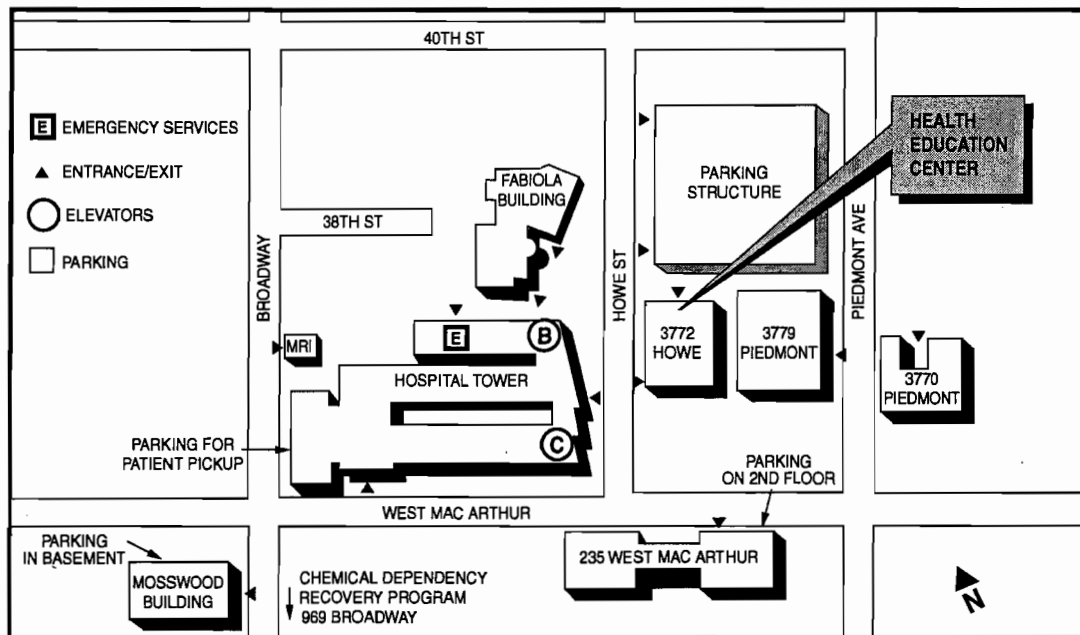 40TH ST
E EMERGENCY SERVICES
ENTRANCE/EXIT
ELEVATORS
PARKING
BROADWAY
38TH ST
FABIOLA
BUILDING
HOWE ST
PARKING
STRUCTURE
PIEDMONT AVE
HEALTH
EDUCATION
CENTER
MRI
E
B
HOSPITAL TOWER
C
3772
HOWE
3779
PIEDMONT
3770
PIEDMONT
PARKING FOR
PATIENT PICKUP
PARKING
ON 2ND FLOOR
WEST MAC ARTHUR
PARKING
IN BASEMENT
MOSSWOOD
BUILDING
CHEMICAL DEPENDENCY
RECOVERY PROGRAM
969 BROADWAY
235 WEST MAC ARTHUR
N